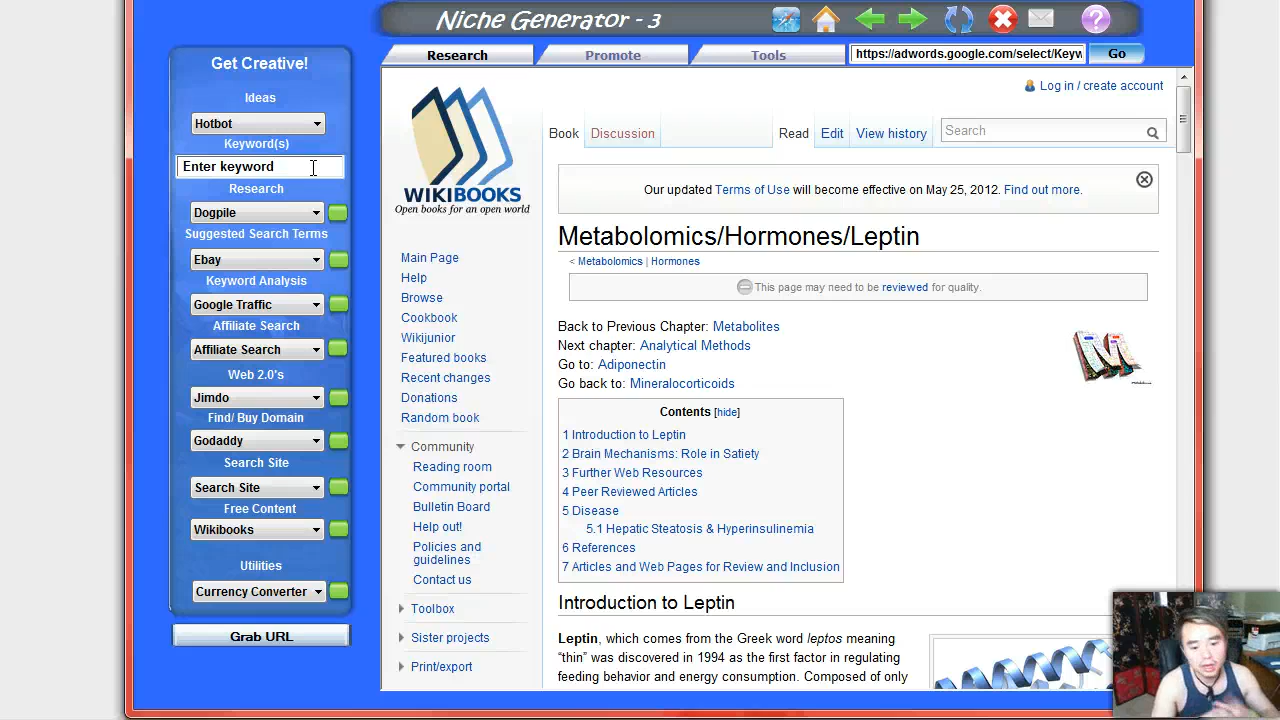 Niche Generator - 3
Research
Promote
Tools
https://adwords.google.com/select/Keyw
Go
Get Creative!
Ideas
Hotbot
Keyword(s)
Enter keyword
Research
Dogpile
Suggested Search Terms
Ebay
Keyword Analysis
Google Traffic
Affiliate Search
Affiliate Search
Web 2.0's
Jimdo
Find/ Buy Domain
Godaddy
Search Site
Search Site
Free Content
Wikibooks
Utilities
Currency Converter
Grab URL
WIKIBOOKS
Open books for an open world
Main Page
Help
Browse
Cookbook
Wikijunior
Featured books
Recent changes
Donations
Random book
Community
Reading room
Community portal
Bulletin Board
Help out!
Policies and
guidelines
Contact us
Toolbox
Sister projects
Print/export
Log in / create account
Book
Discussion
Read
Edit
View history
Search
Our updated Terms of Use will become effective on May 25, 2012. Find out more.
Metabolomics/Hormones/Leptin
< Metabolomics | Hormones
This page may need to be reviewed for quality.
Back to Previous Chapter: Metabolites
Next chapter: Analytical Methods
Go to: Adiponectin
Go back to: Mineralocorticoids
Contents [hide]
1 Introduction to Leptin
2 Brain Mechanisms: Role in Satiety
3 Further Web Resources
4 Peer Reviewed Articles
5 Disease
5.1 Hepatic Steatosis & Hyperinsulinemia
6 References
7 Articles and Web Pages for Review and Inclusion
Introduction to Leptin
Leptin, which comes from the Greek word leptos meaning
“thin” was discovered in 1994 as the first factor in regulating
feeding behavior and energy consumption. Composed of only